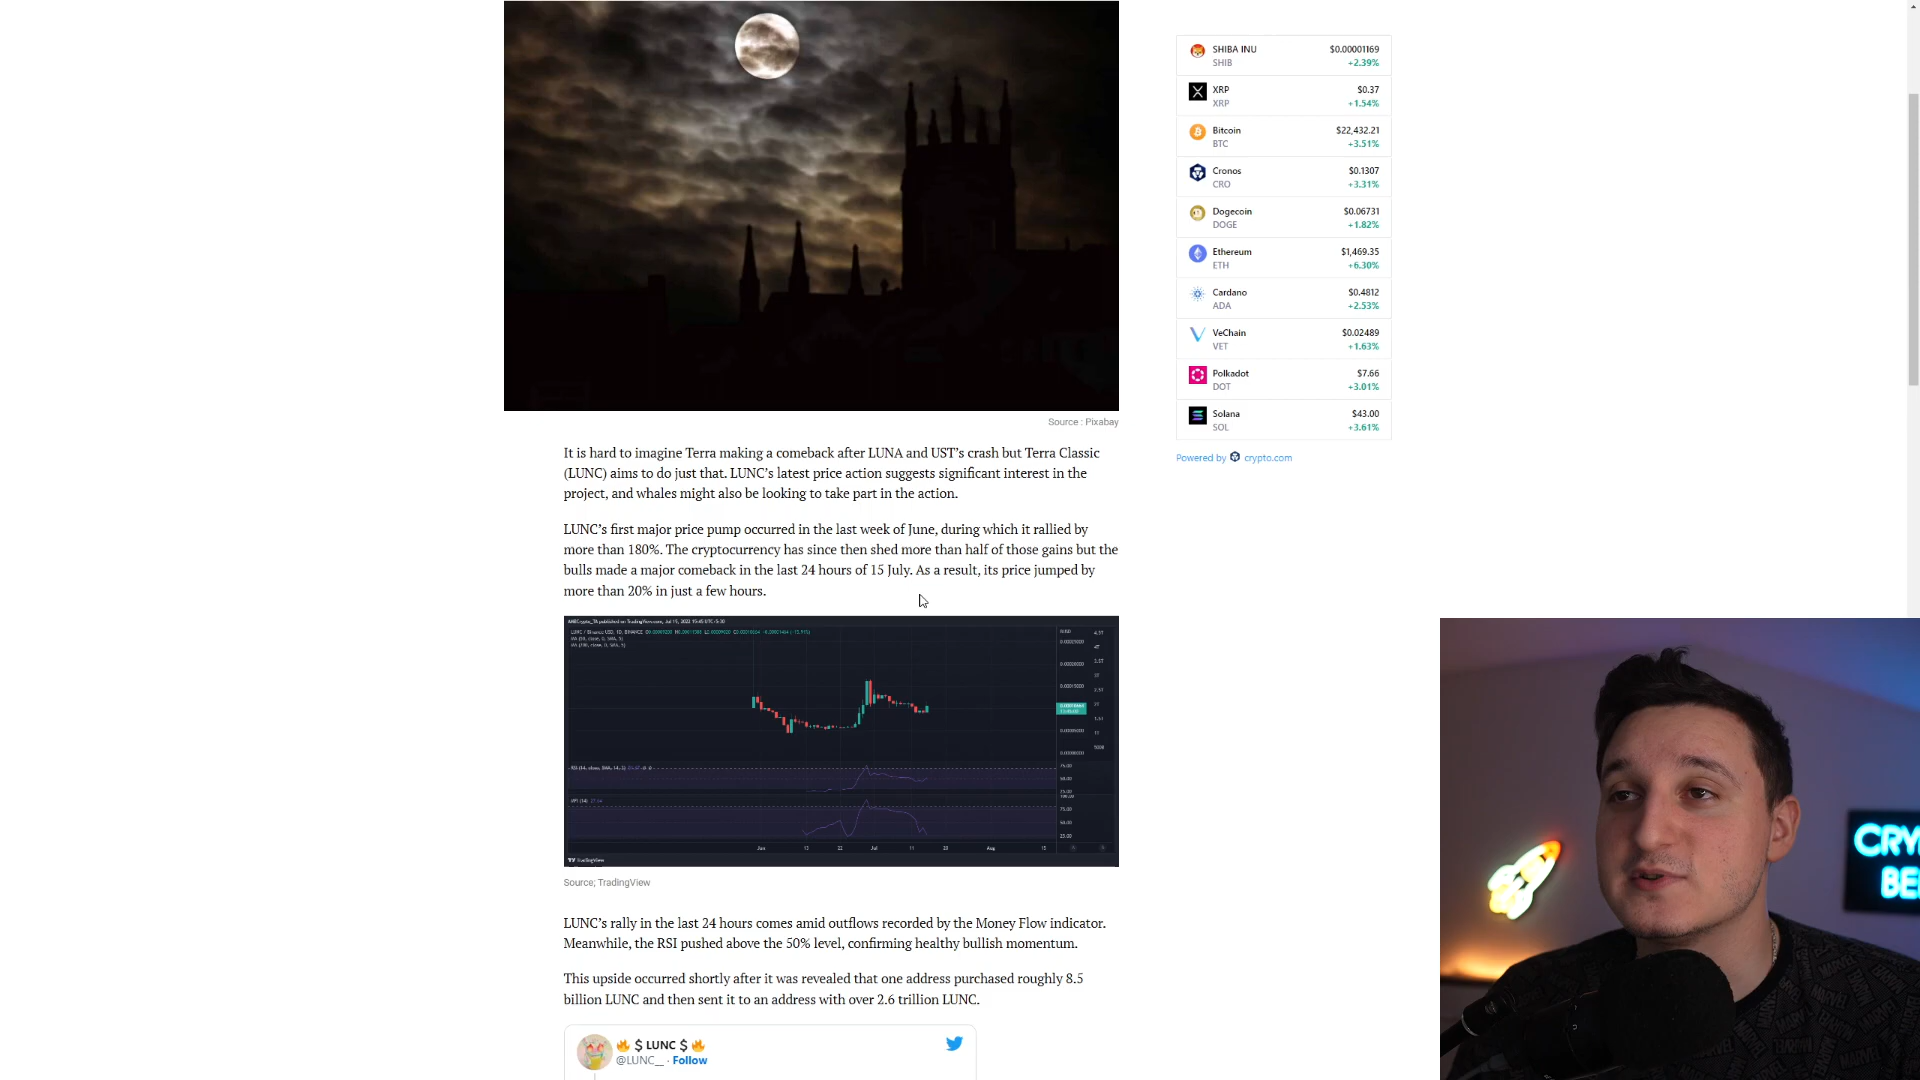 SHIBA INU $0.00001169
SHIB +2.39%
XRP $0.37
XRP +1.54%
Bitcoin $22,432.21
BTC +3.51%
Cronos $0.1307
CRO +3.31%
Dogecoin $0.06731
DOGE +1.82%
Ethereum $1,469.35
ETH +6.30%
Cardano $0.4812
ADA +2.53%
VeChain $0.02489
VET +1.63%
Polkadot $7.66
DOT +3.01%
Solana $43.00
SOL +3.61%
Powered by crypto.com
Source : Pixabay
It is hard to imagine Terra making a comeback after LUNA and UST’s crash but Terra Classic
(LUNC) aims to do just that. LUNC’s latest price action suggests significant interest in the
project, and whales might also be looking to take part in the action.
LUNC’s first major price pump occurred in the last week of June, during which it rallied by
more than 180%. The cryptocurrency has since then shed more than half of those gains but the
bulls made a major comeback in the last 24 hours of 15 July. As a result, its price jumped by
more than 20% in just a few hours.
Jun 13 22 Jul 11 20 Aug 15
TradingView
Source; TradingView
LUNC’s rally in the last 24 hours comes amid outflows recorded by the Money Flow indicator.
Meanwhile, the RSI pushed above the 50% level, confirming healthy bullish momentum.
This upside occurred shortly after it was revealed that one address purchased roughly 8.5
billion LUNC and then sent it to an address with over 2.6 trillion LUNC.
$ LUNC $
@LUNC__ · Follow
CRY
BE
MARVEL